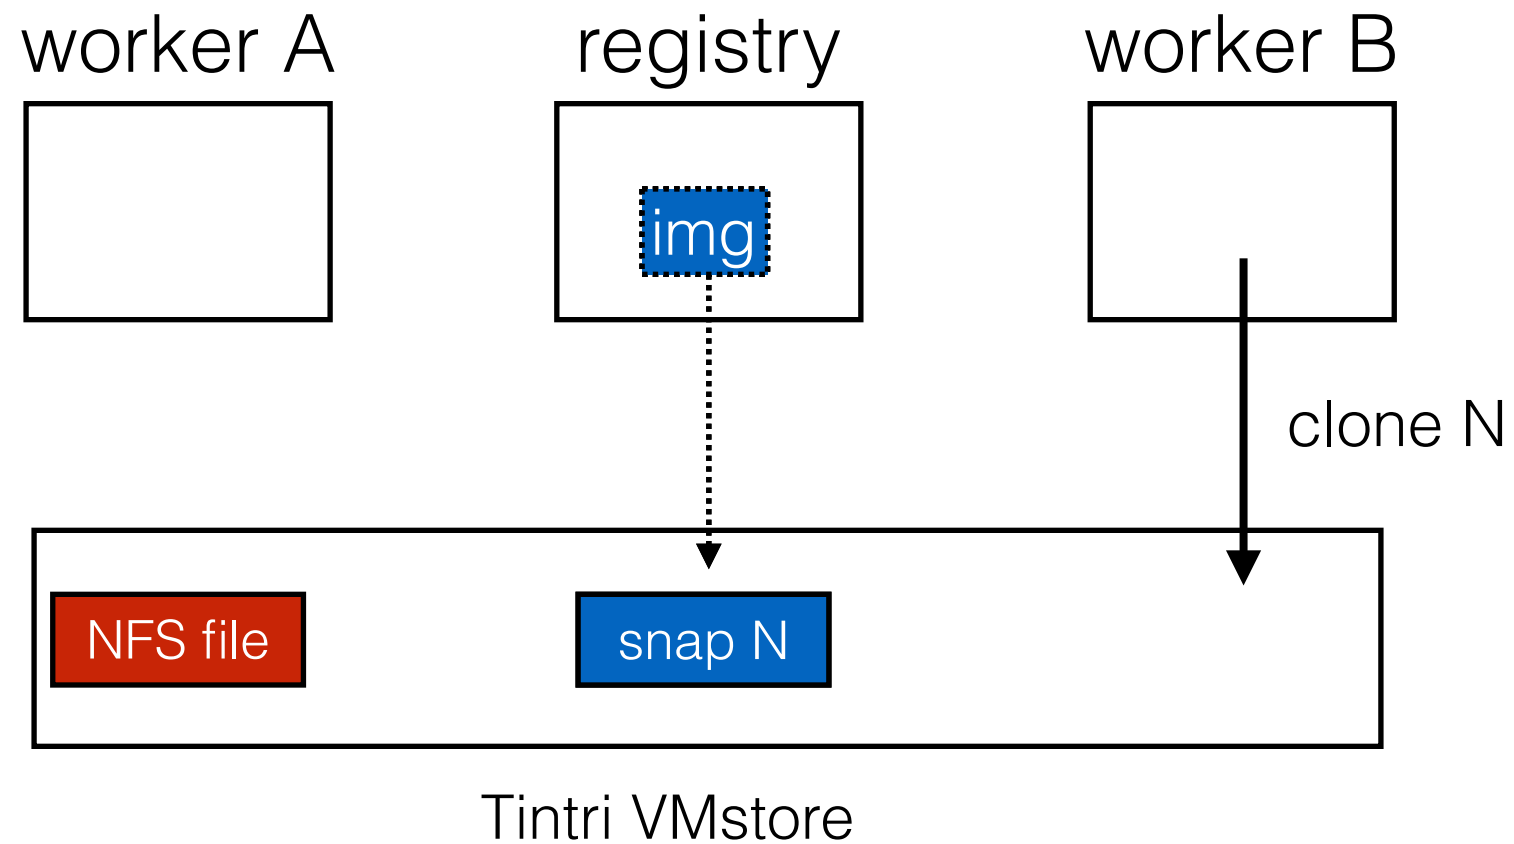 worker A
registry
worker B
img
clone N
NFS file
snap N
Tintri VMstore